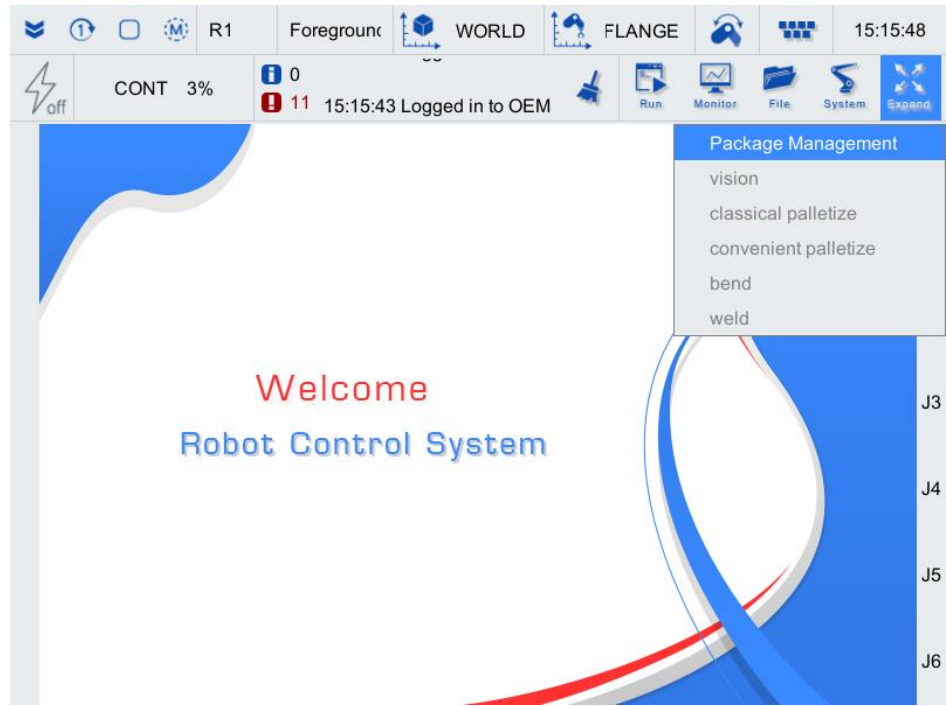 R1 Foregrounc WORLD FLANGE 15:15:48
off CONT 3% 0
11 15:15:43 Logged in to OEM
Run Monitor File System Expand
Package Management
vision
classical palletize
convenient palletize
bend
weld
Welcome
Robot Control System
J3
J4
J5
J6